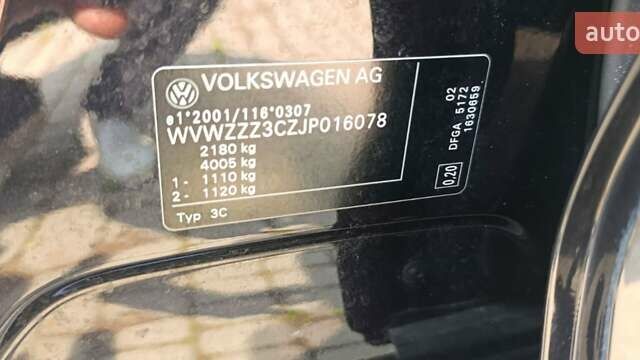 auto
VOLKSWAGEN AG
e1*2001/116*0307
WVWZZZ3CZJP016078
2180 kg
4005 kg
1 - 1110 kg
2 - 1120 kg
Typ 3C
02
DFGA 5172
1630659
0.20